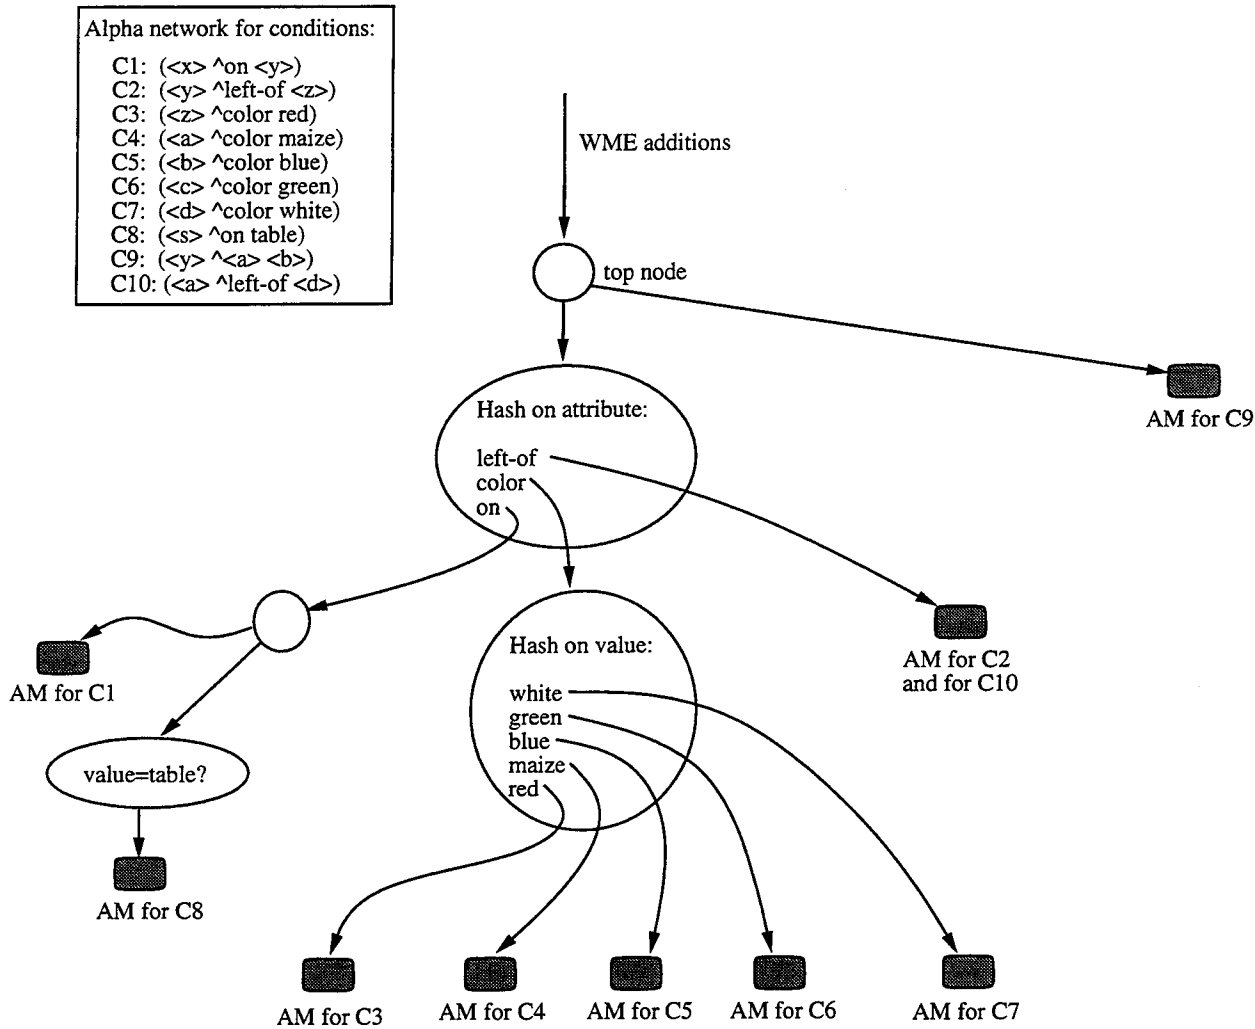 Alpha network for conditions:
C1: (<x> ^on <y>)
C2: (<y> ^left-of <z>)
C3: (<z> ^color red)
C4: (<a> ^color maize)
C5: (<b> ^color blue)
C6: (<c> ^color green)
C7: (<d> ^color white)
C8: (<s> ^on table)
C9: (<y> ^<a> <b>)
C10: (<a> ^left-of <d>)
WME additions
top node
AM for C9
Hash on attribute:
left-of
color
on
AM for C1
AM for C2
and for C10
Hash on value:
white
green
blue
maize
red
value=table?
AM for C8
AM for C3
AM for C4
AM for C5
AM for C6
AM for C7